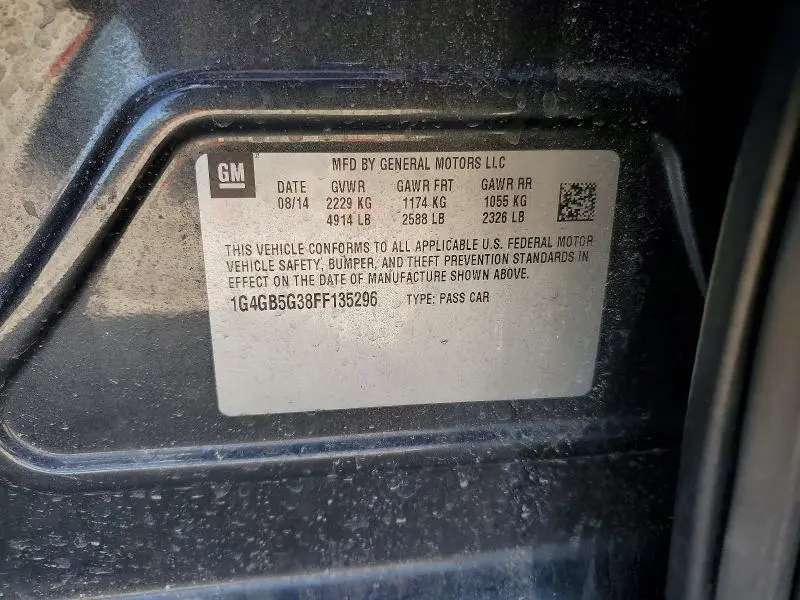 GM
MFD BY GENERAL MOTORS LLC
DATE GVWR GAWR FRT GAWR RR
08/14 2229 KG 1174 KG 1055 KG
4914 LB 2588 LB 2326 LB
THIS VEHICLE CONFORMS TO ALL APPLICABLE U.S. FEDERAL MOTOR
VEHICLE SAFETY, BUMPER, AND THEFT PREVENTION STANDARDS IN
EFFECT ON THE DATE OF MANUFACTURE SHOWN ABOVE.
1G4GB5G38FF135296 TYPE: PASS CAR